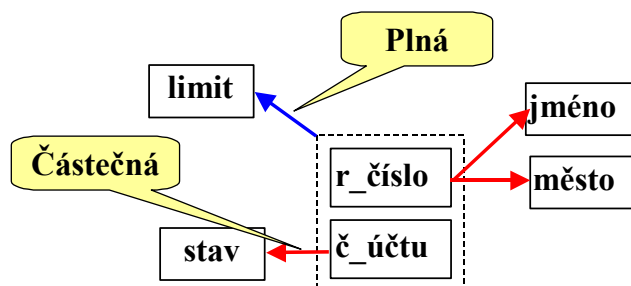 Plná
limit
jméno
Částečná
r_číslo
město
č_účtu
stav